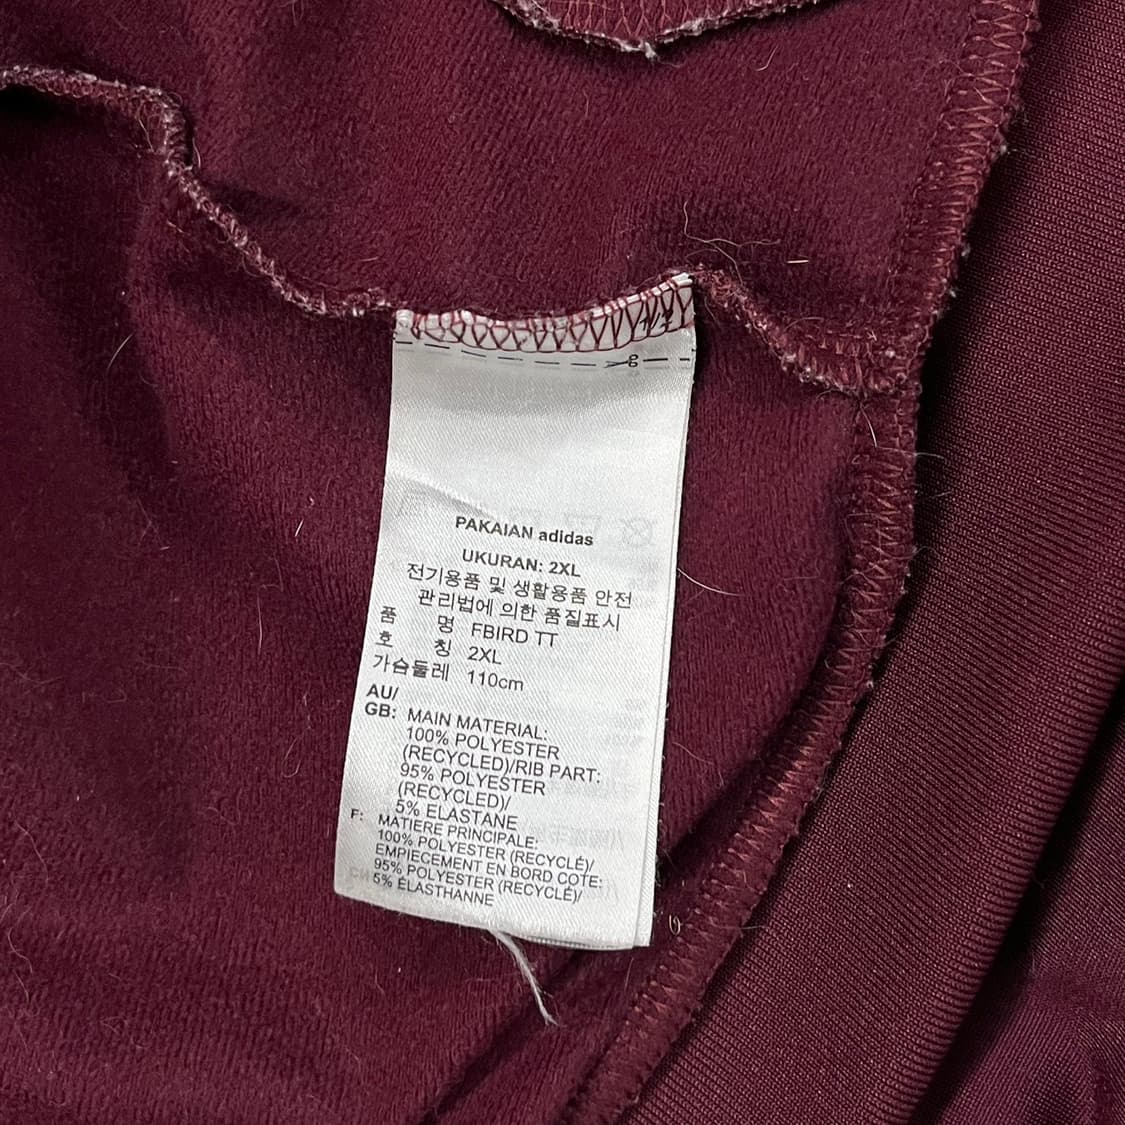 PAKAIAN adidas
UKURAN: 2XL
전기용품 및 생활용품 안전
관리법에 의한 품질표시
품 명 FBIRD TT
호 칭 2XL
가슴둘레 110cm
AU/
GB: MAIN MATERIAL:
100% POLYESTER
(RECYCLED)/RIB PART:
95% POLYESTER
(RECYCLED)/
5% ELASTANE
F: MATIERE PRINCIPALE:
100% POLYESTER (RECYCLÉ)/
EMPIECEMENT EN BORD COTE:
95% POLYESTER (RECYCLÉ)/
5% ÉLASTHANNE